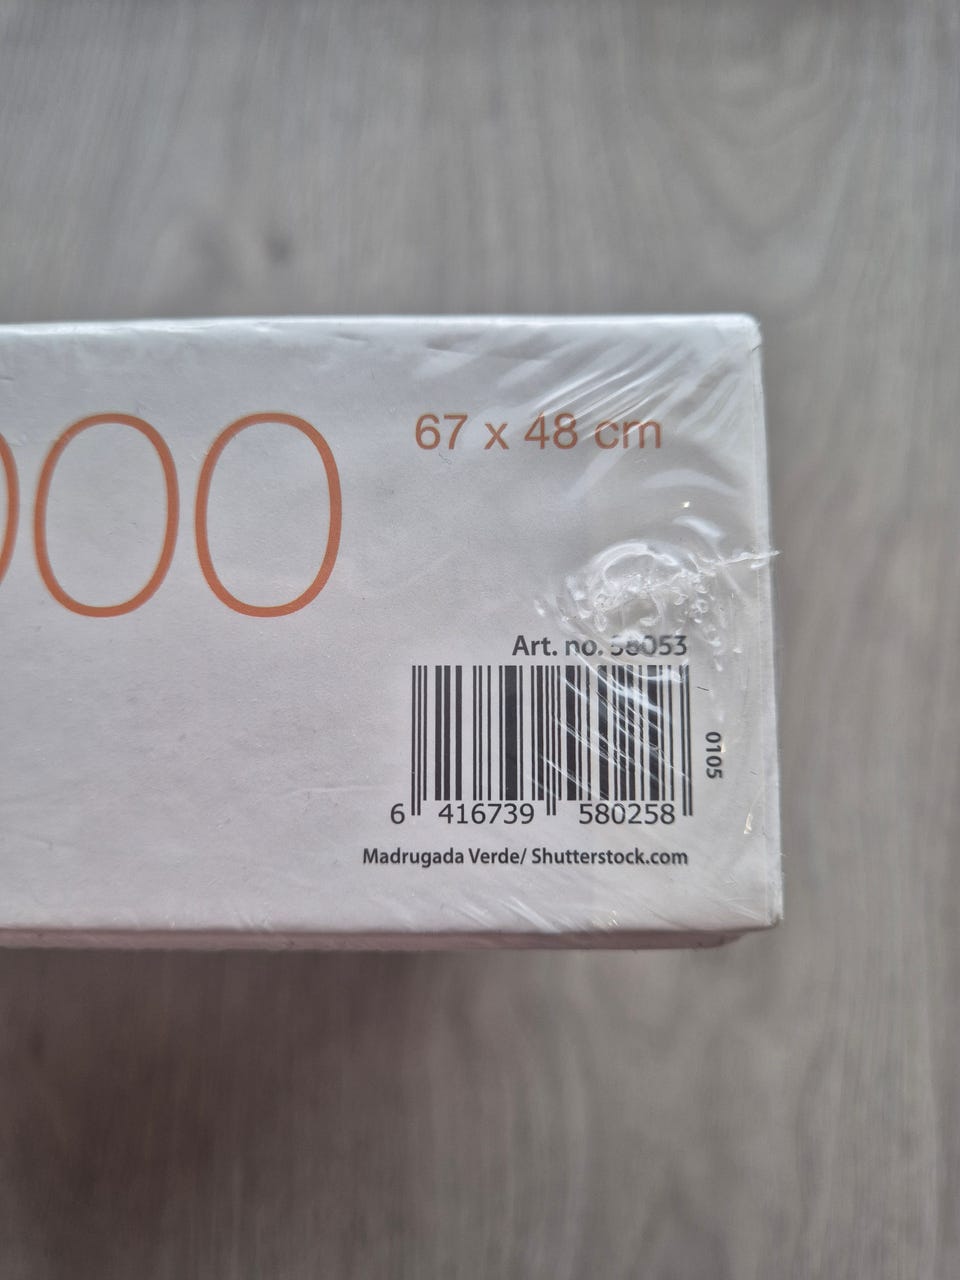 000
67 x 48 cm
Art. no.
0105
6 416739 580258
Madrugada Verde/ Shutterstock.com